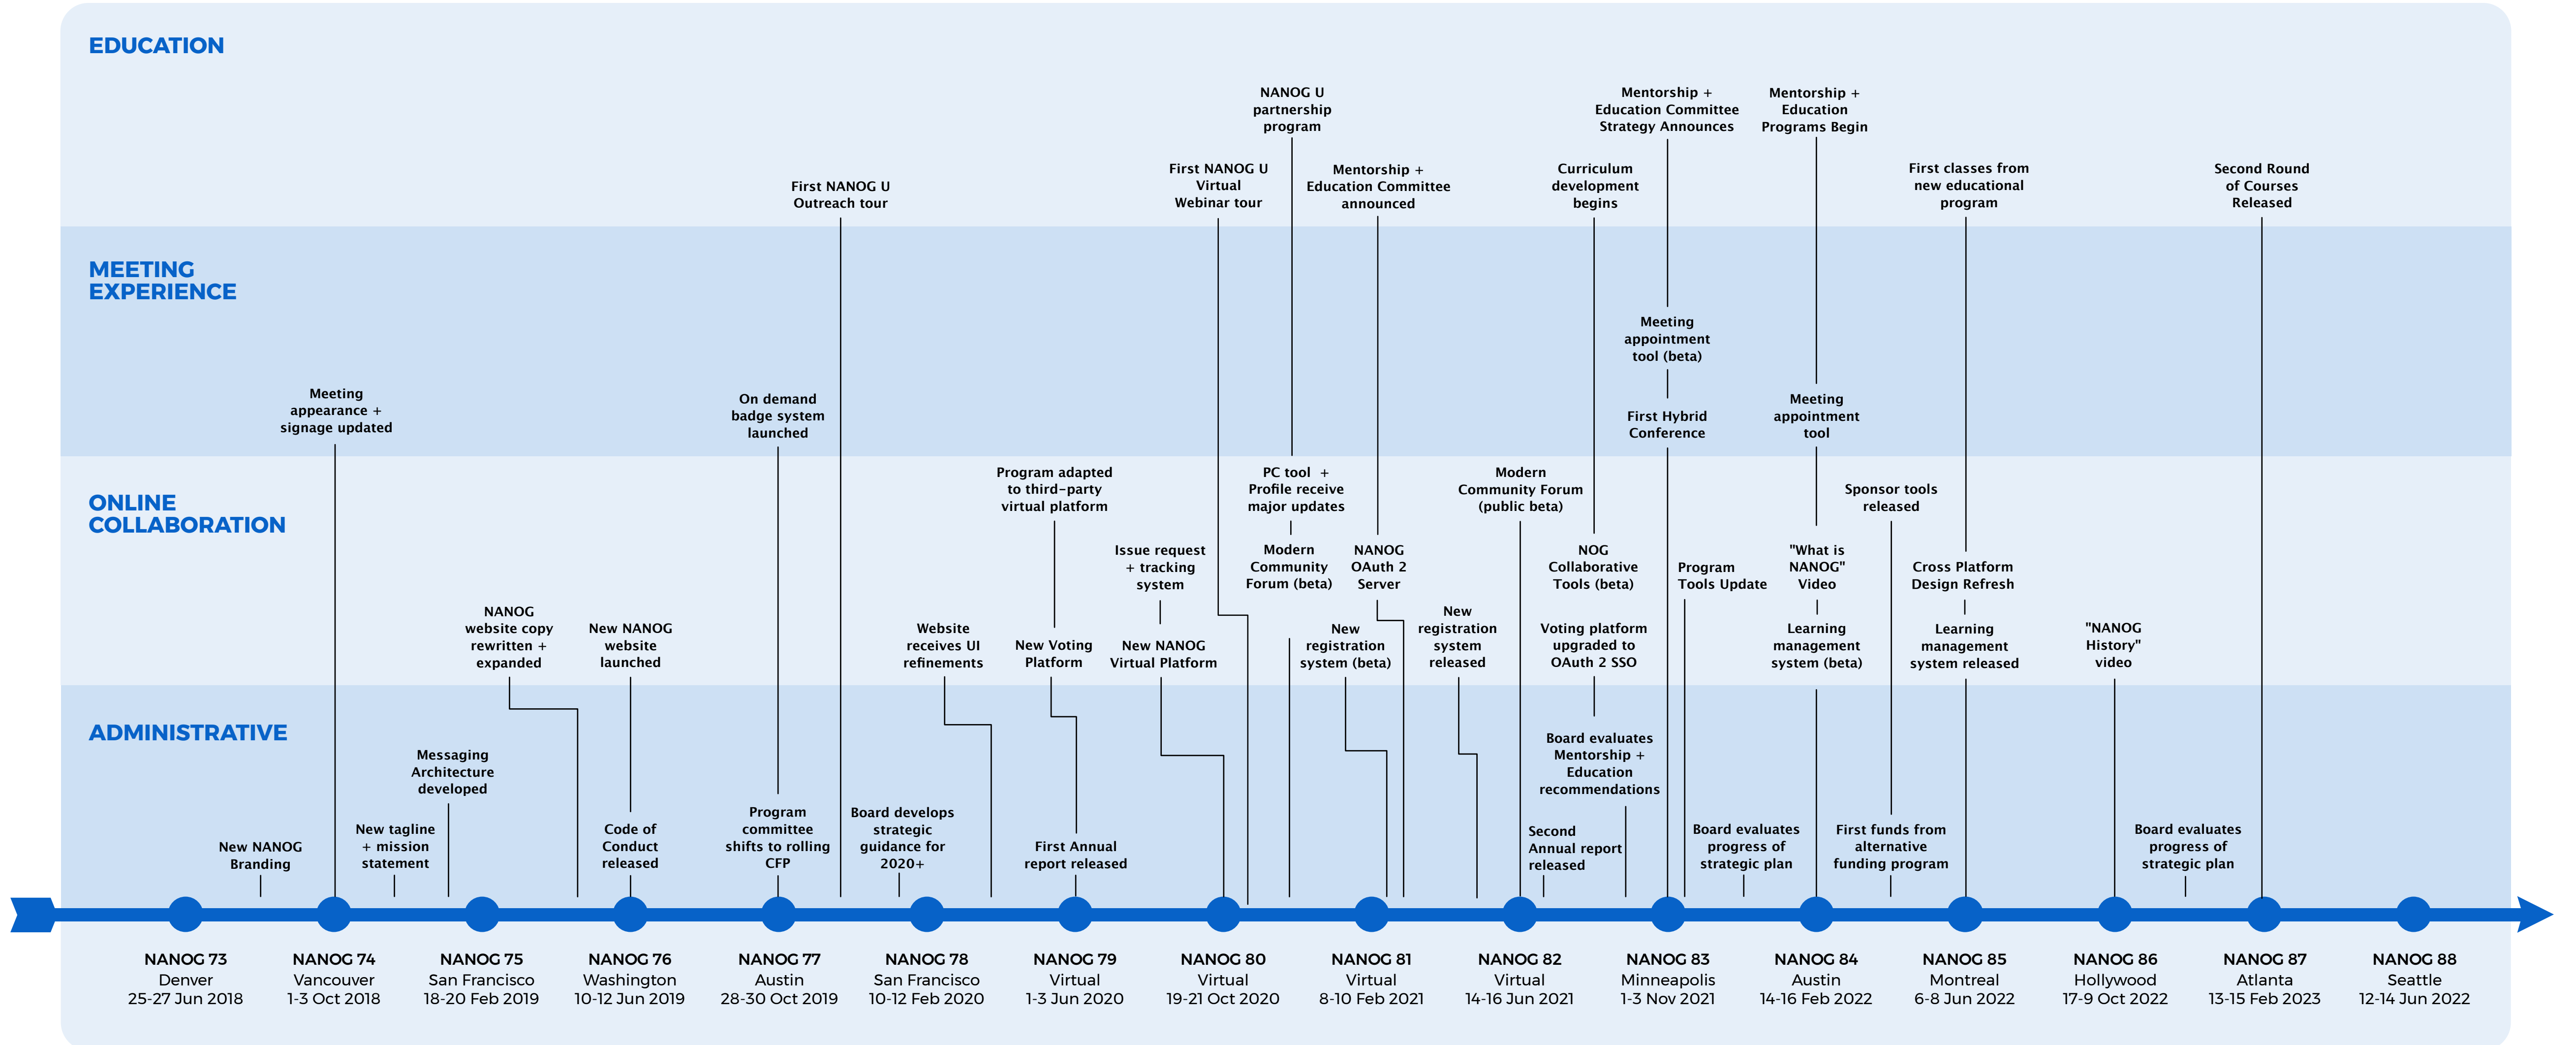 EDUCATION
NANOG U
partnership
program
Mentorship +
Education Committee
Strategy Announces
Mentorship +
Education
Programs Begin
First NANOG U
Outreach tour
First NANOG U
Virtual
Webinar tour
Mentorship +
Education Committee
announced
Curriculum
development
begins
First classes from
new educational
program
Second Round
of Courses
Released
MEETING
EXPERIENCE
Meeting
appearance +
signage updated
On demand
badge system
launched
Meeting
appointment
tool (beta)
First Hybrid
Conference
Meeting
appointment
tool
ONLINE
COLLABORATION
NANOG
website copy
rewritten +
expanded
New NANOG
website
launched
Website
receives UI
refinements
Program adapted
to third-party
virtual platform
New Voting
Platform
Issue request
+ tracking
system
New NANOG
Virtual Platform
PC tool +
Profile receive
major updates
Modern
Community
Forum (beta)
NANOG
OAuth 2
Server
New
registration
system (beta)
New
registration
system
released
Modern
Community Forum
(public beta)
NOG
Collaborative
Tools (beta)
Voting platform
upgraded to
OAuth 2 SSO
Program
Tools Update
"What is
NANOG"
Video
Learning
management
system (beta)
Sponsor tools
released
Cross Platform
Design Refresh
Learning
management
system released
"NANOG
History"
video
ADMINISTRATIVE
New NANOG
Branding
New tagline
+ mission
statement
Messaging
Architecture
developed
Code of
Conduct
released
Program
committee
shifts to rolling
CFP
Board develops
strategic
guidance for
2020+
First Annual
report released
Second
Annual report
released
Board evaluates
Mentorship +
Education
recommendations
Board evaluates
progress of
strategic plan
First funds from
alternative
funding program
Board evaluates
progress of
strategic plan
NANOG 73
Denver
25-27 Jun 2018
NANOG 74
Vancouver
1-3 Oct 2018
NANOG 75
San Francisco
18-20 Feb 2019
NANOG 76
Washington
10-12 Jun 2019
NANOG 77
Austin
28-30 Oct 2019
NANOG 78
San Francisco
10-12 Feb 2020
NANOG 79
Virtual
1-3 Jun 2020
NANOG 80
Virtual
19-21 Oct 2020
NANOG 81
Virtual
8-10 Feb 2021
NANOG 82
Virtual
14-16 Jun 2021
NANOG 83
Minneapolis
1-3 Nov 2021
NANOG 84
Austin
14-16 Feb 2022
NANOG 85
Montreal
6-8 Jun 2022
NANOG 86
Hollywood
17-9 Oct 2022
NANOG 87
Atlanta
13-15 Feb 2023
NANOG 88
Seattle
12-14 Jun 2022